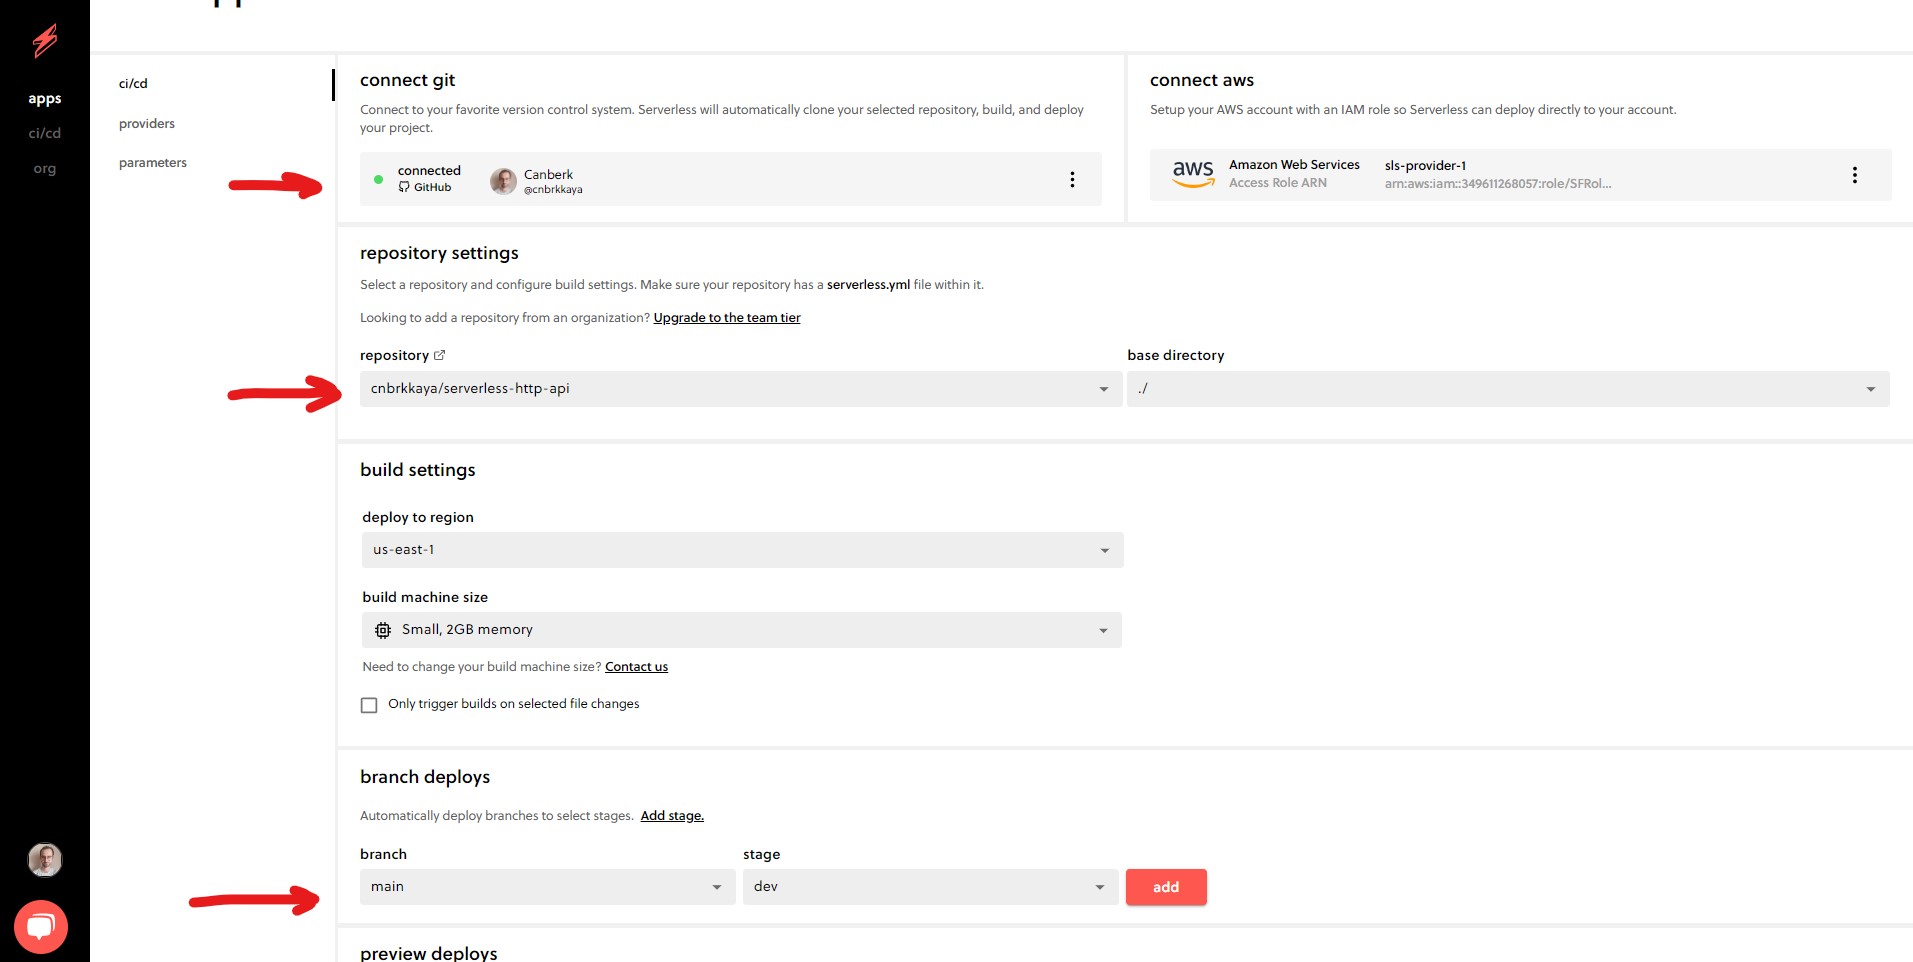 apps
ci/cd
org
ci/cd
providers
parameters
connect git
Connect to your favorite version control system. Serverless will automatically clone your selected repository, build, and deploy
your project.
connected
GitHub
Canberk
@cnbrkkaya
connect aws
Setup your AWS account with an IAM role so Serverless can deploy directly to your account.
aws
Amazon Web Services
Access Role ARN
sls-provider-1
arn:aws:iam::349611268057:role/SFRol...
repository settings
Select a repository and configure build settings. Make sure your repository has a serverless.yml file within it.
Looking to add a repository from an organization? Upgrade to the team tier
repository
base directory
cnbrkkaya/serverless-http-api
./
build settings
deploy to region
us-east-1
build machine size
Small, 2GB memory
Need to change your build machine size? Contact us
Only trigger builds on selected file changes
branch deploys
Automatically deploy branches to select stages. Add stage.
branch
stage
main
dev
add
preview deploys